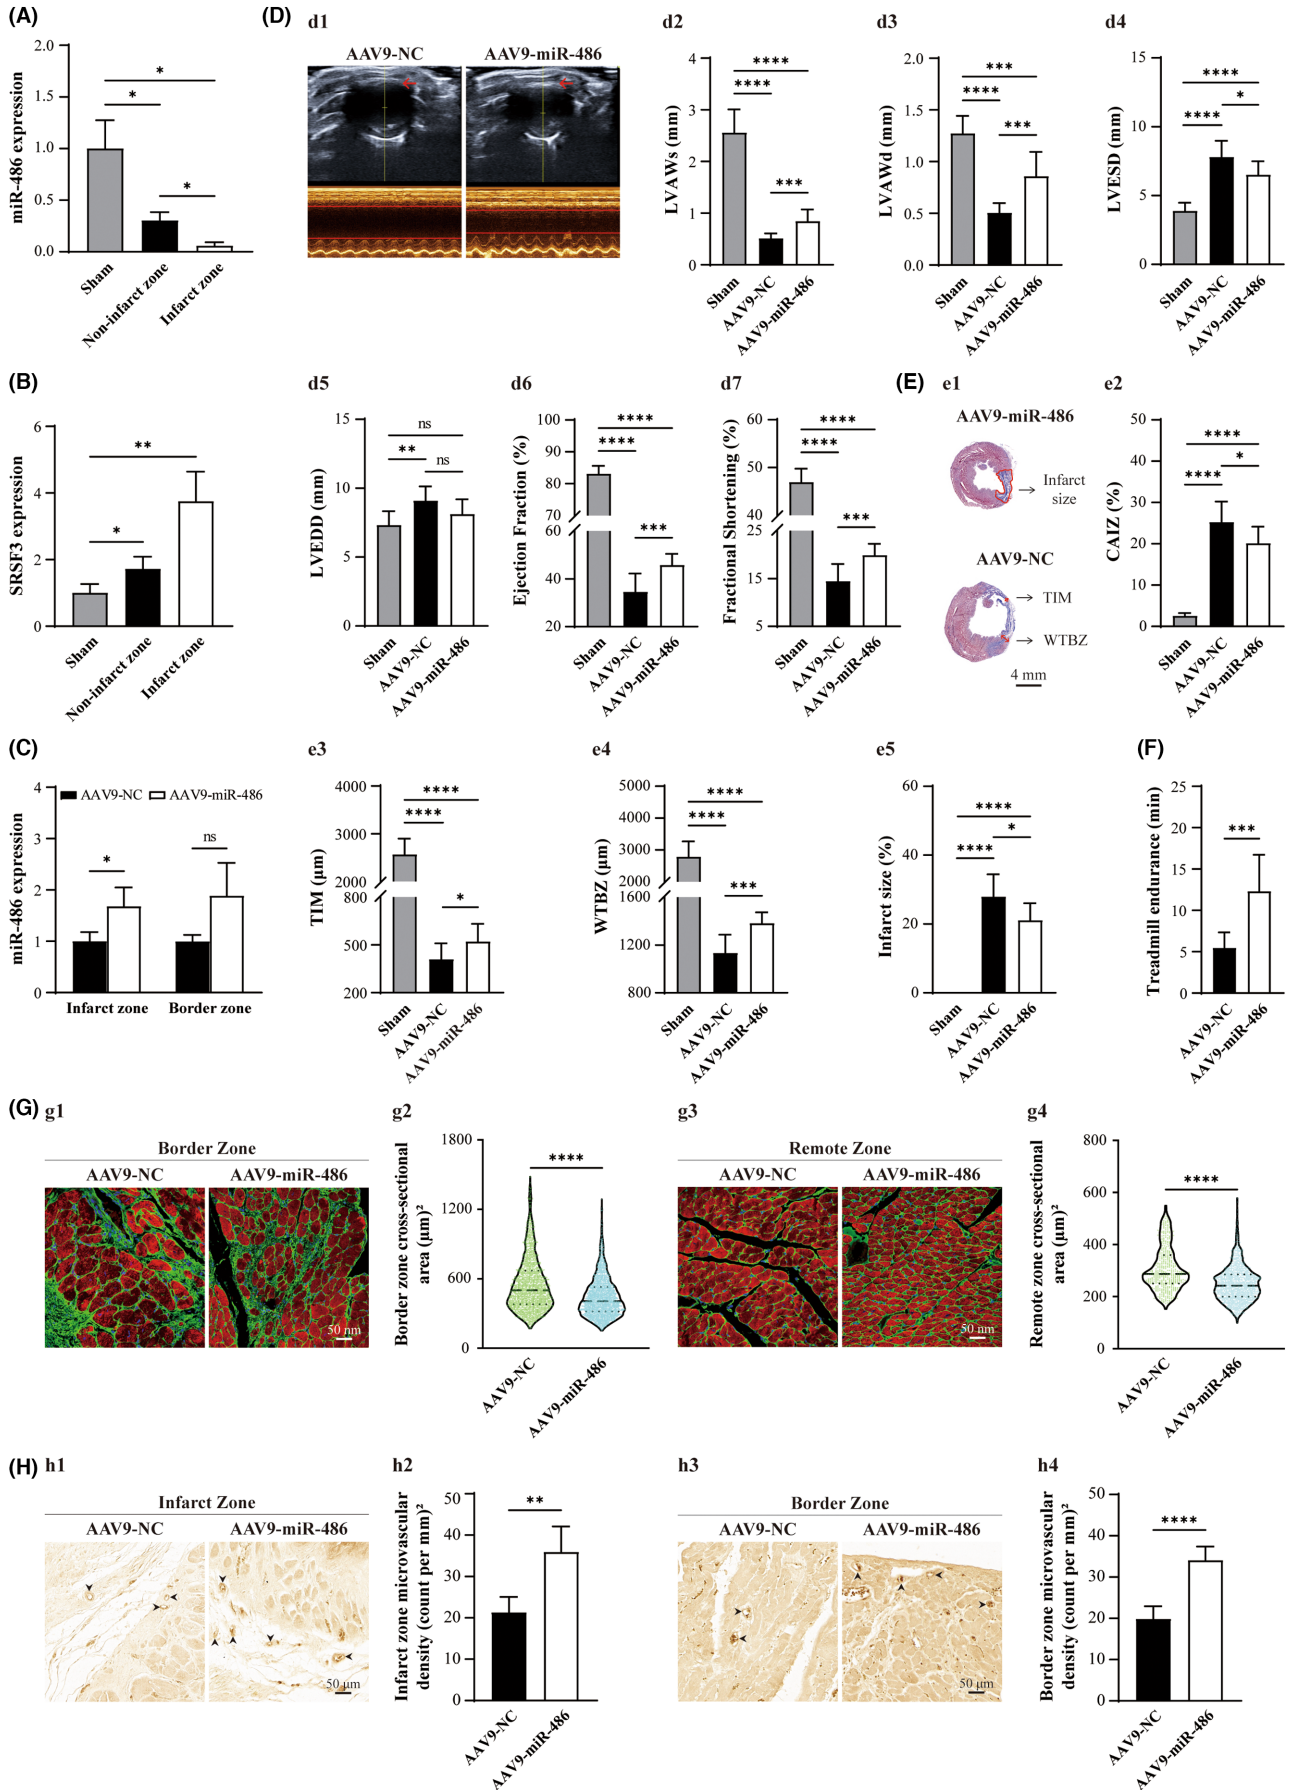 (A)
miR-486 expression
2.0
1.5
1.0
0.5
0.0
*
*
*
Sham
Non-infarct zone
Infarct zone
(D)
d1
AAV9-NC
AAV9-miR-486
d2
LVAWs (mm)
4
3
2
1
0
****
****
***
Sham
AAV9-NC
AAV9-miR-486
d3
LVAWd (mm)
2.0
1.5
1.0
0.5
0.0
***
****
***
Sham
AAV9-NC
AAV9-miR-486
d4
LVESD (mm)
15
10
5
0
****
*
****
Sham
AAV9-NC
AAV9-miR-486
(B)
SRSF3 expression
6
4
2
0
**
*
Sham
Non-infarct zone
Infarct zone
d5
LVEDD (mm)
15
10
5
0
ns
**
ns
Sham
AAV9-NC
AAV9-miR-486
d6
Ejection Fraction (%)
100
90
80
70
60
40
20
****
****
***
Sham
AAV9-NC
AAV9-miR-486
d7
Fractional Shortening (%)
60
50
40
25
15
5
****
****
***
Sham
AAV9-NC
AAV9-miR-486
(E)
e1
AAV9-miR-486
Infarct
size
AAV9-NC
TIM
WTBZ
4 mm
e2
CAIZ (%)
50
40
30
20
10
0
****
*
****
Sham
AAV9-NC
AAV9-miR-486
(C)
miR-486 expression
4
3
2
1
0
AAV9-NC
AAV9-miR-486
*
ns
Infarct zone
Border zone
e3
TIM (μm)
4000
3000
2000
800
500
200
****
****
*
Sham
AAV9-NC
AAV9-miR-486
e4
WTBZ (μm)
5000
4000
3000
2000
1600
1200
800
****
****
***
Sham
AAV9-NC
AAV9-miR-486
e5
Infarct size (%)
60
40
20
0
****
*
****
Sham
AAV9-NC
AAV9-miR-486
(F)
Treadmill endurance (min)
25
20
15
10
5
0
***
AAV9-NC
AAV9-miR-486
(G)
g1
Border Zone
AAV9-NC
AAV9-miR-486
50 nm
g2
Border zone cross-sectional
area (μm)²
1800
1200
600
0
****
AAV9-NC
AAV9-miR-486
g3
Remote Zone
AAV9-NC
AAV9-miR-486
50 nm
g4
Remote zone cross-sectional
area (μm)²
800
600
400
200
0
****
AAV9-NC
AAV9-miR-486
(H)
h1
Infarct Zone
AAV9-NC
AAV9-miR-486
50 μm
h2
Infarct zone microvascular
density (count per mm)²
50
40
30
20
10
0
**
AAV9-NC
AAV9-miR-486
h3
Border Zone
AAV9-NC
AAV9-miR-486
50 μm
h4
Border zone microvascular
density (count per mm)²
50
40
30
20
10
0
****
AAV9-NC
AAV9-miR-486